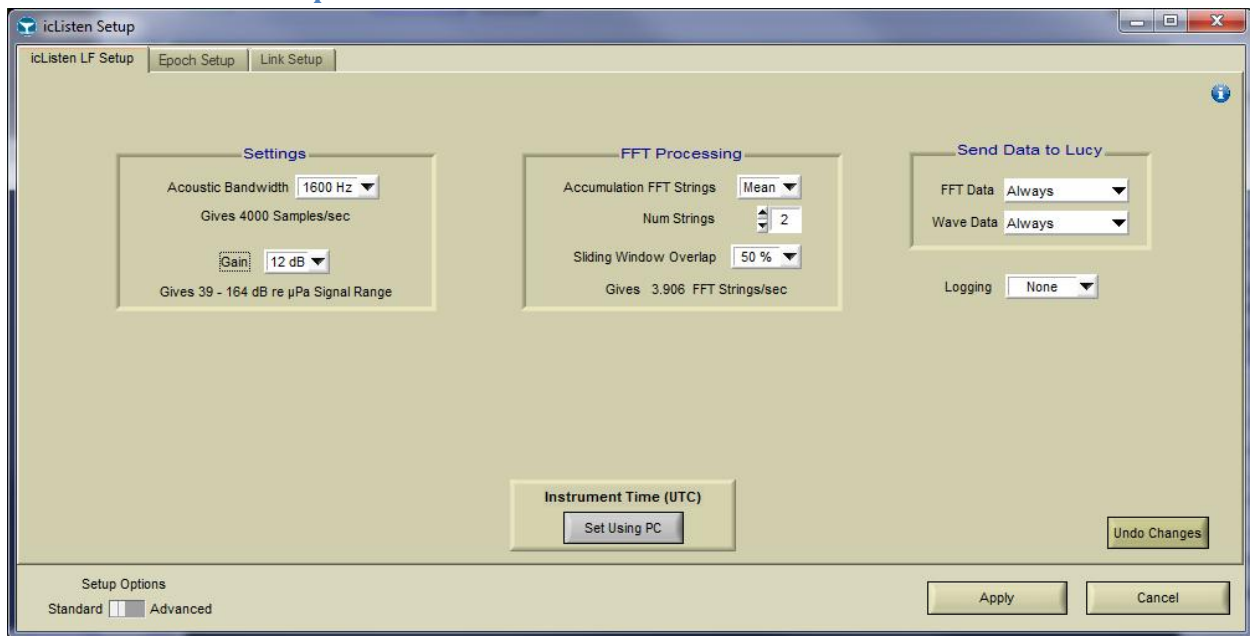 icListen Setup
icListen LF Setup
Epoch Setup
Link Setup
Settings
Acoustic Bandwidth 1600 Hz
Gives 4000 Samples/sec
Gain 12 dB
Gives 39 - 164 dB re µPa Signal Range
FFT Processing
Accumulation FFT Strings Mean
Num Strings 2
Sliding Window Overlap 50 %
Gives 3.906 FFT Strings/sec
Send Data to Lucy
FFT Data Always
Wave Data Always
Logging None
Instrument Time (UTC)
Set Using PC
Undo Changes
Setup Options
Standard Advanced
Apply
Cancel